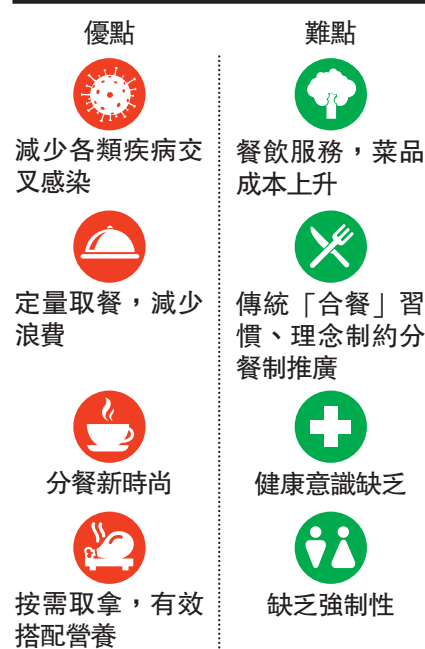 優點
減少各類疾病交
叉感染
定量取餐，減少
浪費
分餐新時尚
按需取拿，有效
搭配營養
難點
餐飲服務，菜品
成本上升
傳統「合餐」習
慣、理念制約分
餐制推廣
健康意識缺乏
缺乏強制性